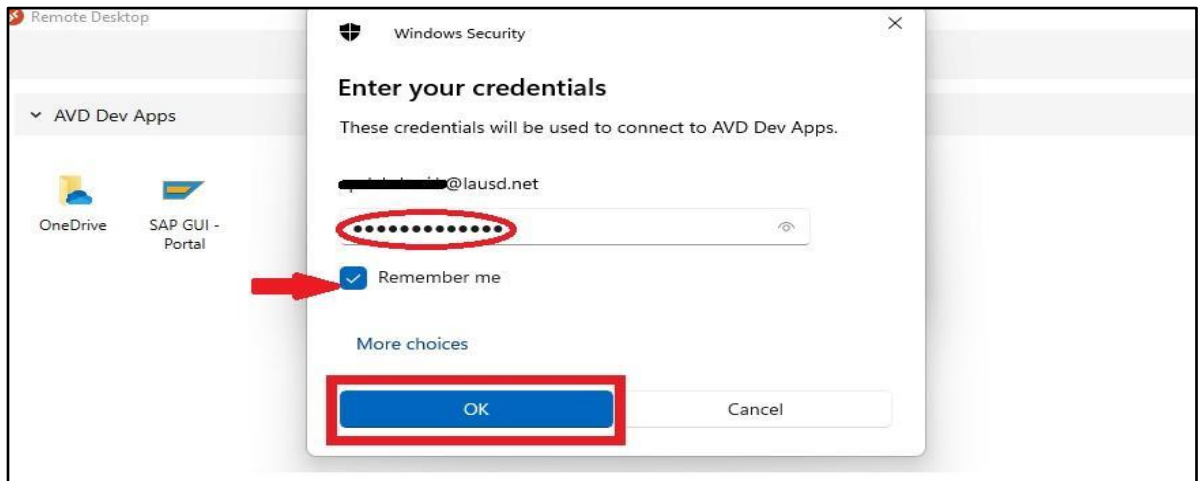 Remote Desktop
AVD Dev Apps
OneDrive
SAP GUI -
Portal
Windows Security
Enter your credentials
These credentials will be used to connect to AVD Dev Apps.
@lausd.net
Remember me
More choices
OK
Cancel